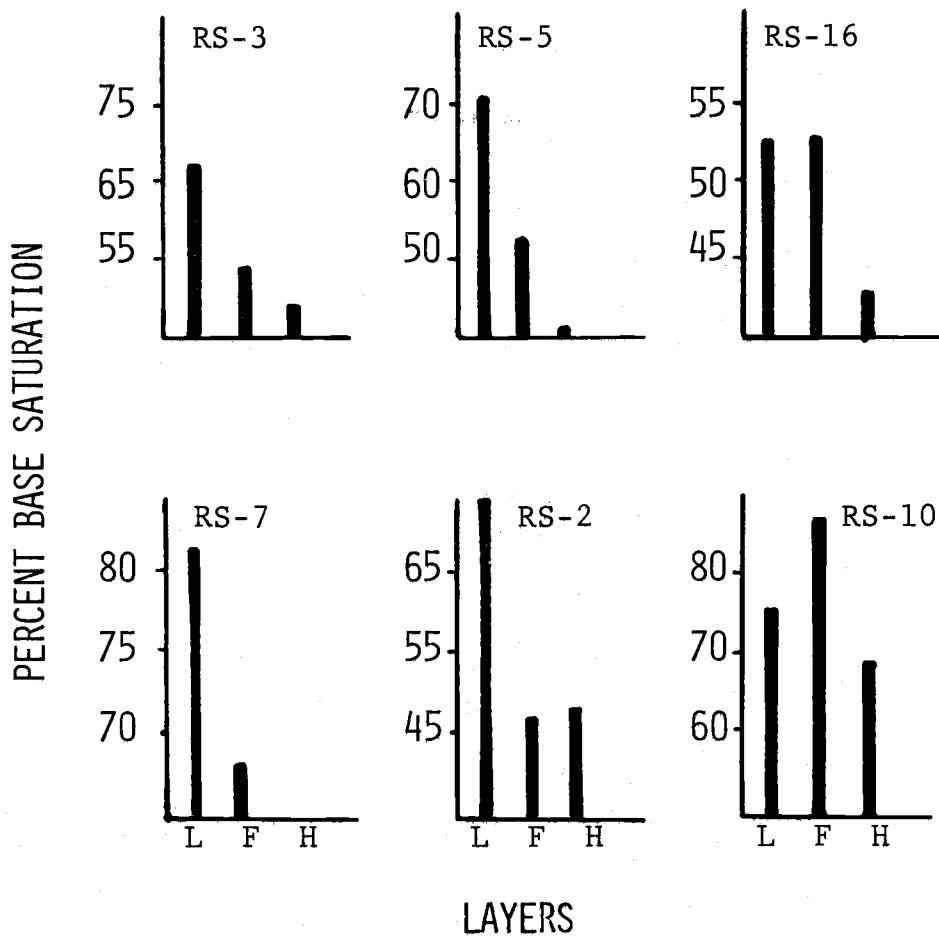 PERCENT BASE SATURATION
RS-3
75
65
55
RS-5
70
60
50
RS-16
55
50
45
RS-7
80
75
70
L F H
RS-2
65
55
45
L F H
RS-10
80
70
60
L F H
LAYERS